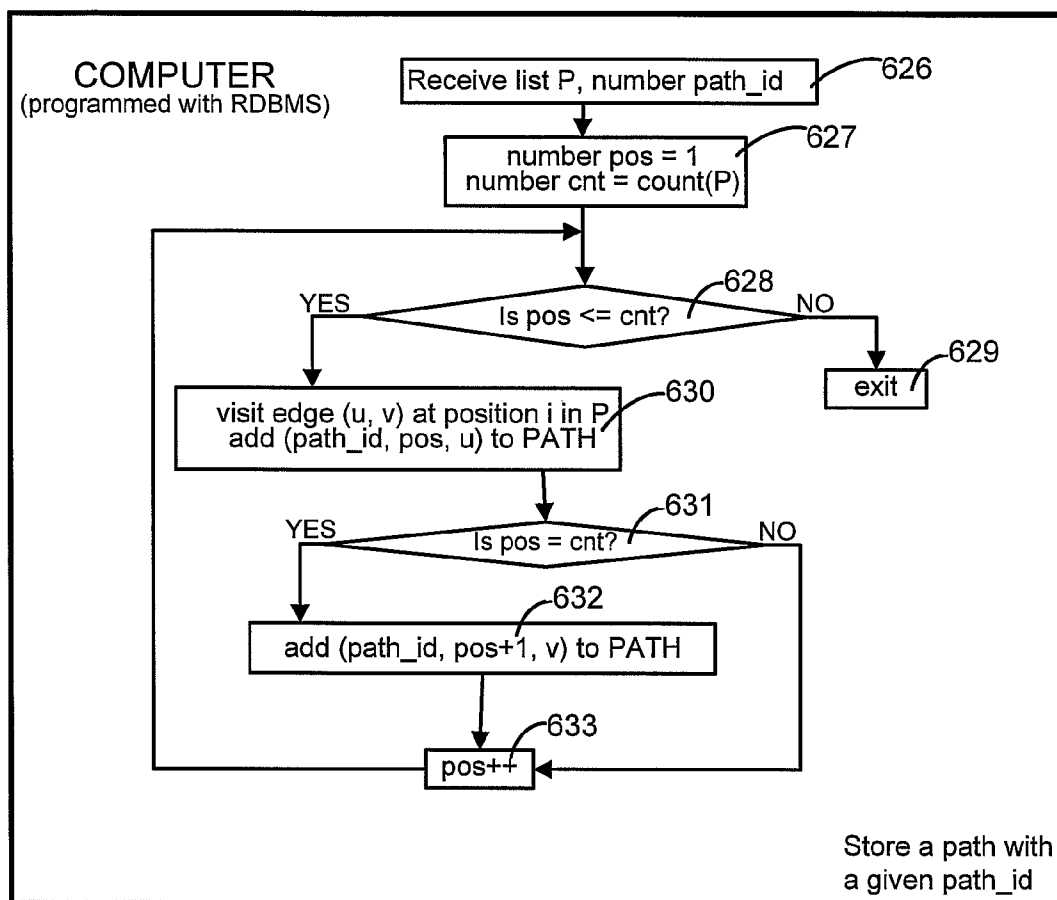 COMPUTER
(programmed with RDBMS)
Receive list P, number path_id
626
number pos = 1
number cnt = count(P)
627
Is pos <= cnt?
628
YES
NO
exit
629
visit edge (u, v) at position i in P
add (path_id, pos, u) to PATH
630
Is pos = cnt?
631
YES
NO
add (path_id, pos+1, v) to PATH
632
pos++
633
Store a path with
a given path_id